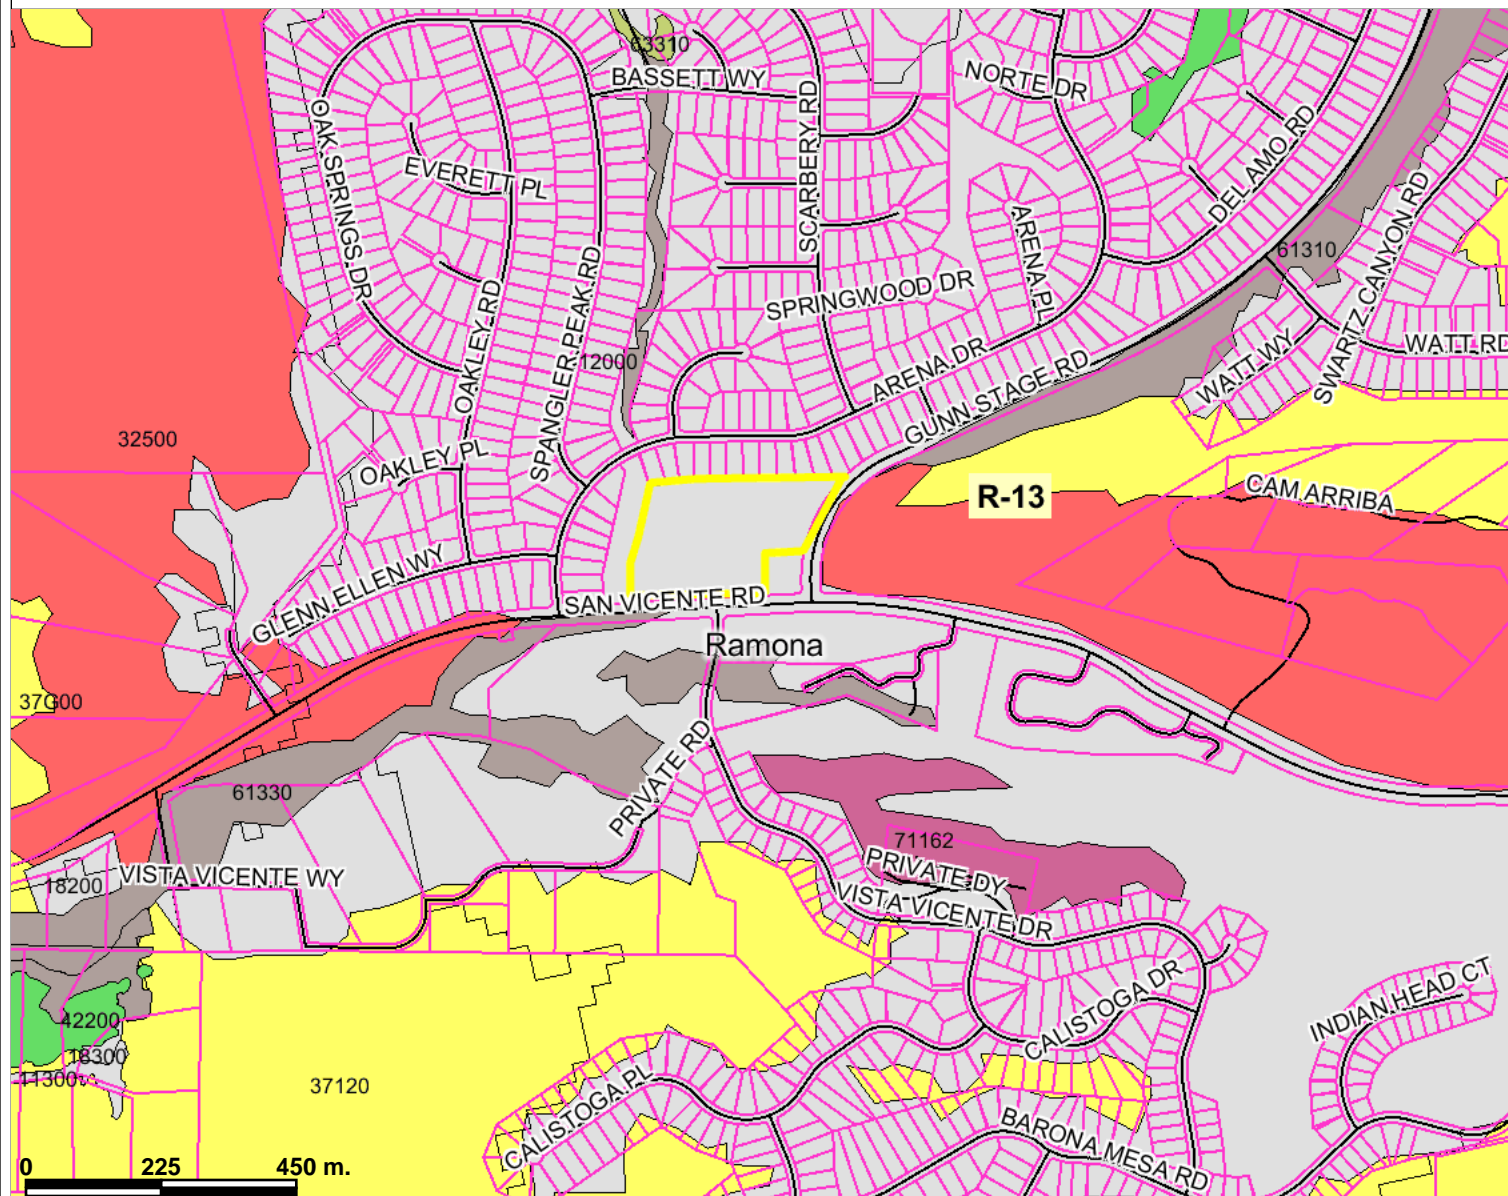 63310
BASSETT WY
NORTE DR
OAK SPRINGS DR
EVERETT PL
SCARBERY RD
DEL AMO RD
ARENA PL
SWARTZ CANYON RD
61310
SPRINGWOOD DR
OAKLEY RD
SPANGLER PEAK RD
12000
ARENA DR
GUNN STAGE RD
WATT WY
WATT RD
32500
OAKLEY PL
R-13
CAM ARRIBA
GLENN ELLEN WY
SAN VICENTE RD
Ramona
37G00
PRIVATE RD
61330
71162
PRIVATE DY
18200
VISTA VICENTE WY
VISTA VICENTE DR
CALISTOGA DR
INDIAN HEAD CT
42200
18300
11300
37120
CALISTOGA PL
BARONA MESA RD
0 225 450 m.